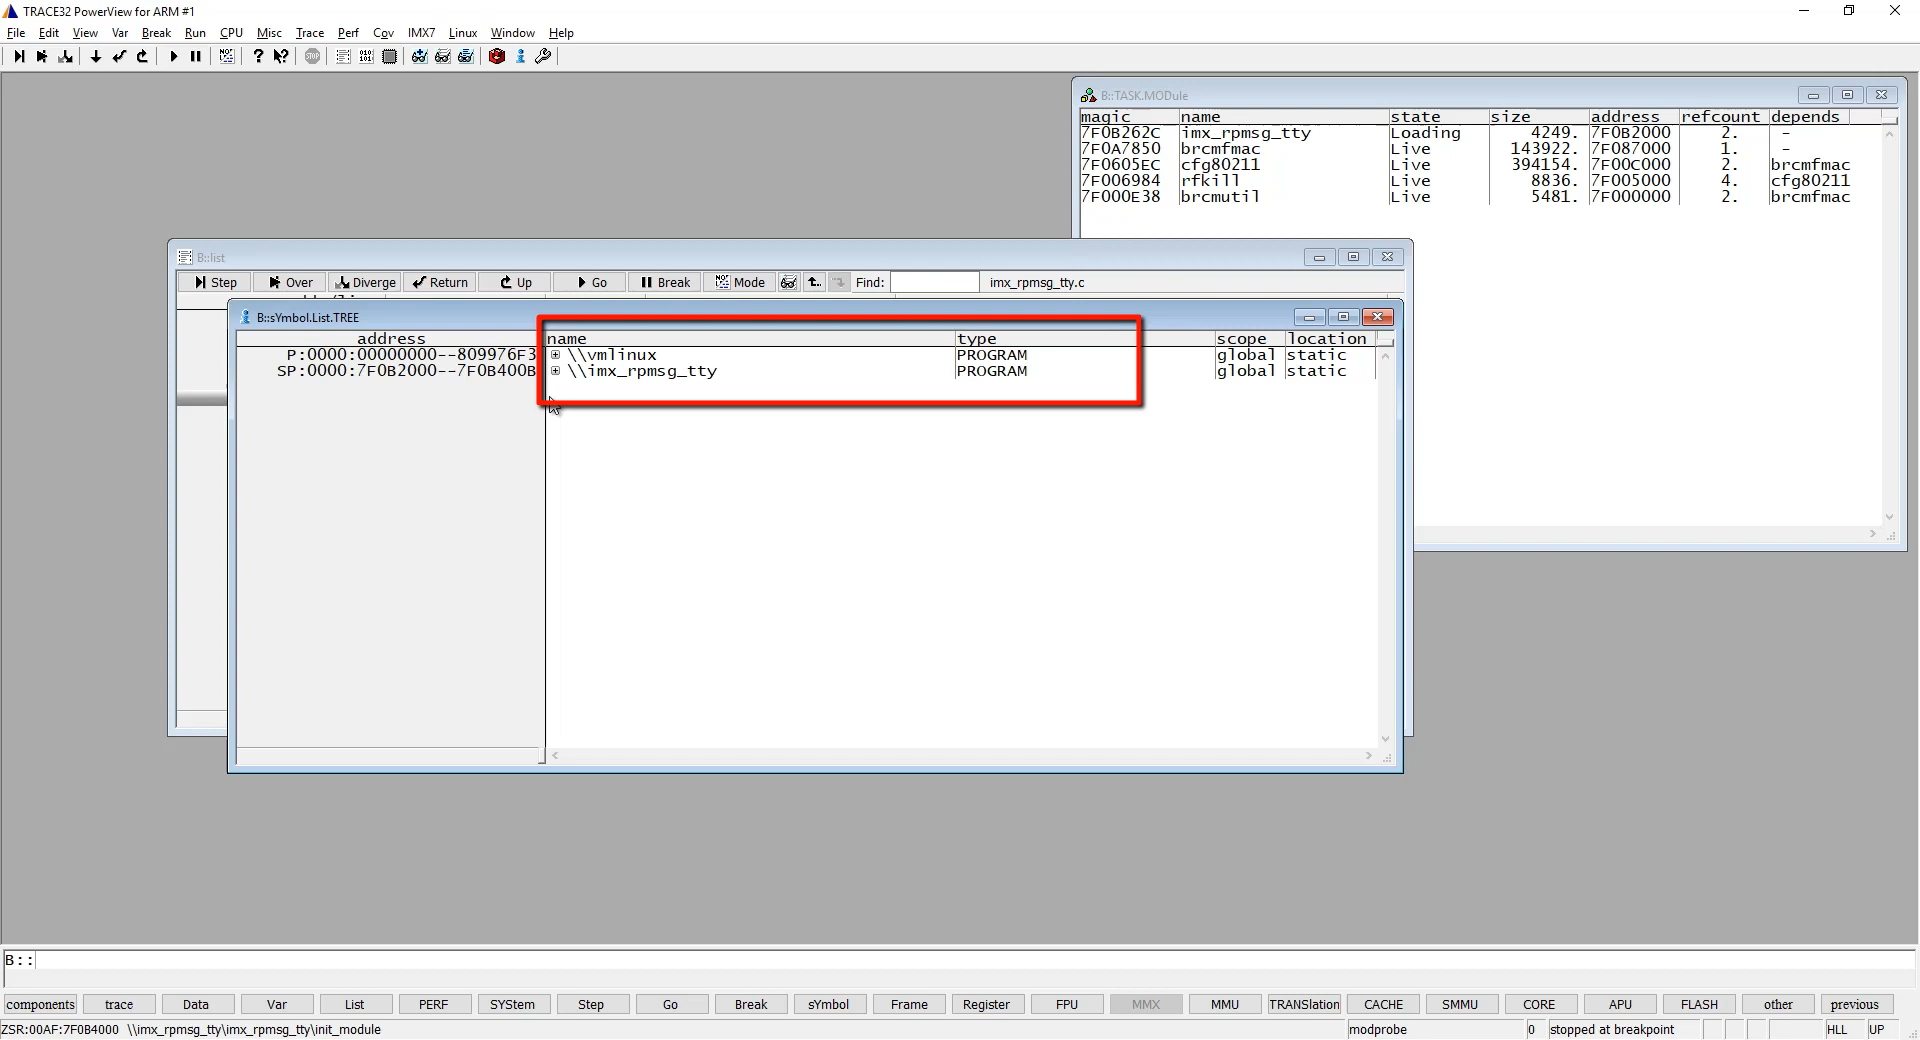 TRACE32 PowerView for ARM #1
File Edit View Var Break Run CPU Misc Trace Perf Cov IMX7 Linux Window Help
B::TASK.MODule
magic name state size address refcount depends
7F0B262C imx_rpmsg_tty Loading 4249. 7F0B2000 2. -
7F0A7850 brcmfmac Live 143922. 7F087000 1. -
7F0605EC cfg80211 Live 394154. 7F00C000 2. brcmfmac
7F006984 rfkill Live 8836. 7F005000 4. cfg80211
7F000E38 brcmutil Live 5481. 7F000000 2. brcmfmac
B::list
Step Over Diverge Return Up Go Break Mode Find: imx_rpmsg_tty.c
B::sYmbol.List.TREE
address name type scope location
P:0000:00000000--809976F3 \\vmlinux PROGRAM global static
SP:0000:7F0B2000--7F0B400B \\imx_rpmsg_tty PROGRAM global static
B::
components trace Data Var List PERF SYStem Step Go Break sYmbol Frame Register FPU MMX MMU TRANSlation CACHE SMMU CORE APU FLASH other previous
ZSR:00AF:7F0B4000 \\imx_rpmsg_tty\imx_rpmsg_tty\init_module modprobe 0 stopped at breakpoint HLL UP